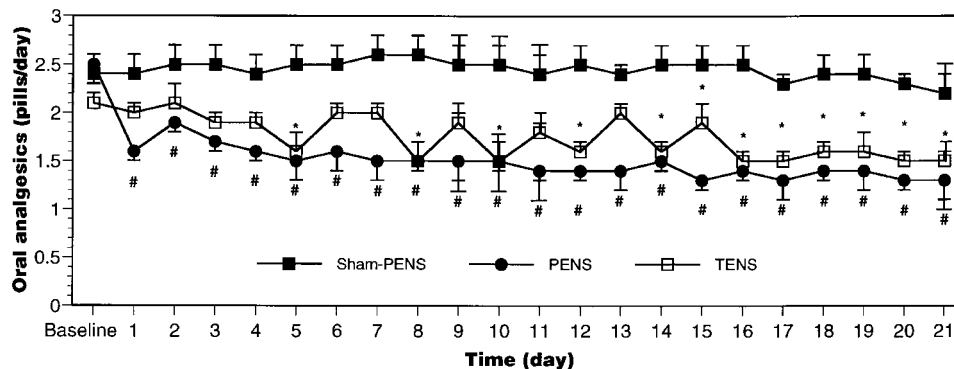 Oral analgesics (pills/day)
3
2.5
2
1.5
1
0.5
0
* * * * * * * * * * * *
# # # # # # # # # # # # # # # # # # # # #
Sham-PENS PENS TENS
Baseline 1 2 3 4 5 6 7 8 9 10 11 12 13 14 15 16 17 18 19 20 21
Time (day)